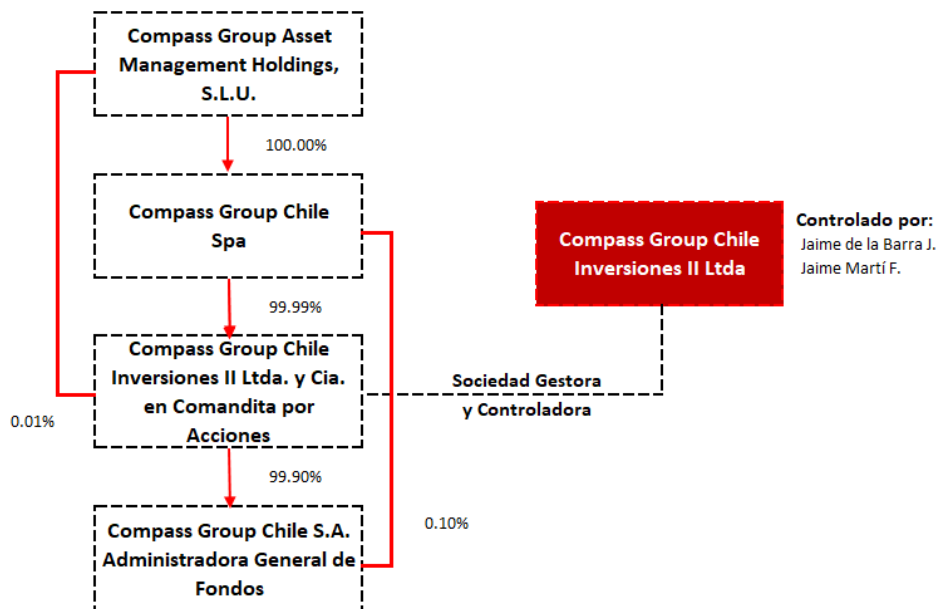 Compass Group Asset
Management Holdings,
S.L.U.
100.00%
Compass Group Chile
Spa
99.99%
Compass Group Chile
Inversiones II Ltda. y Cia.
en Comandita por
Acciones
0.01%
99.90%
Compass Group Chile S.A.
Administradora General de
Fondos
0.10%
Sociedad Gestora
y Controladora
Compass Group Chile
Inversiones II Ltda
Controlado por:
Jaime de la Barra J.
Jaime Martí F.